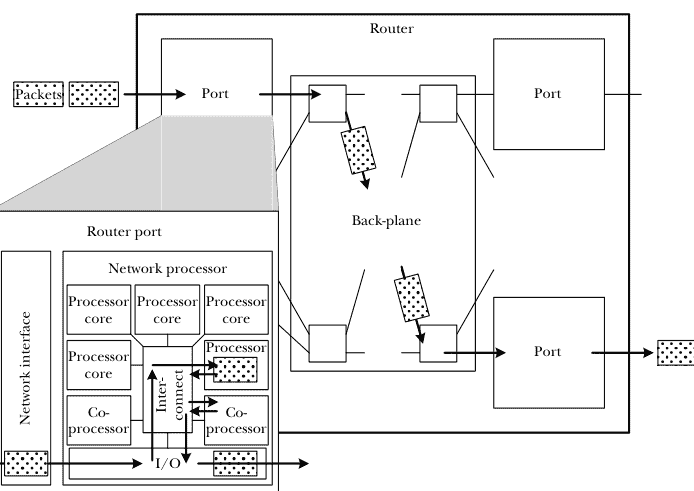 Router
Packets
Port
Port
Back-plane
Router port
Network processor
Processor
core
Processor
core
Processor
core
Network interface
Processor
core
Inter-
connect
Processor
Co-
processor
Co-
processor
I/O
Port